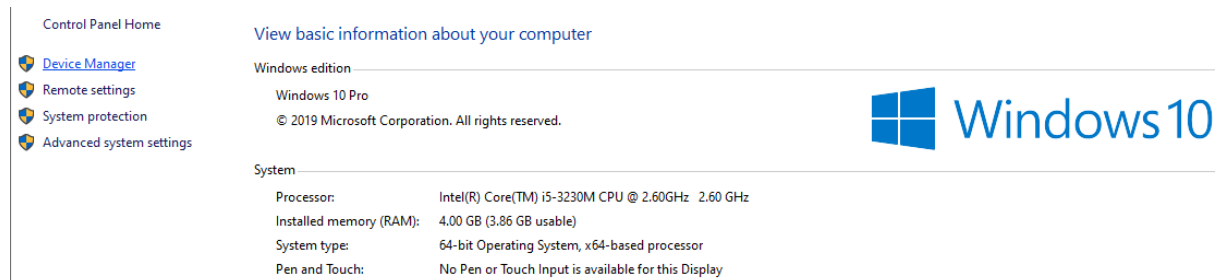 Control Panel Home
Device Manager
Remote settings
System protection
Advanced system settings
View basic information about your computer
Windows edition
Windows 10 Pro
© 2019 Microsoft Corporation. All rights reserved.
Windows 10
System
Processor: Intel(R) Core(TM) i5-3230M CPU @ 2.60GHz 2.60 GHz
Installed memory (RAM): 4.00 GB (3.86 GB usable)
System type: 64-bit Operating System, x64-based processor
Pen and Touch: No Pen or Touch Input is available for this Display